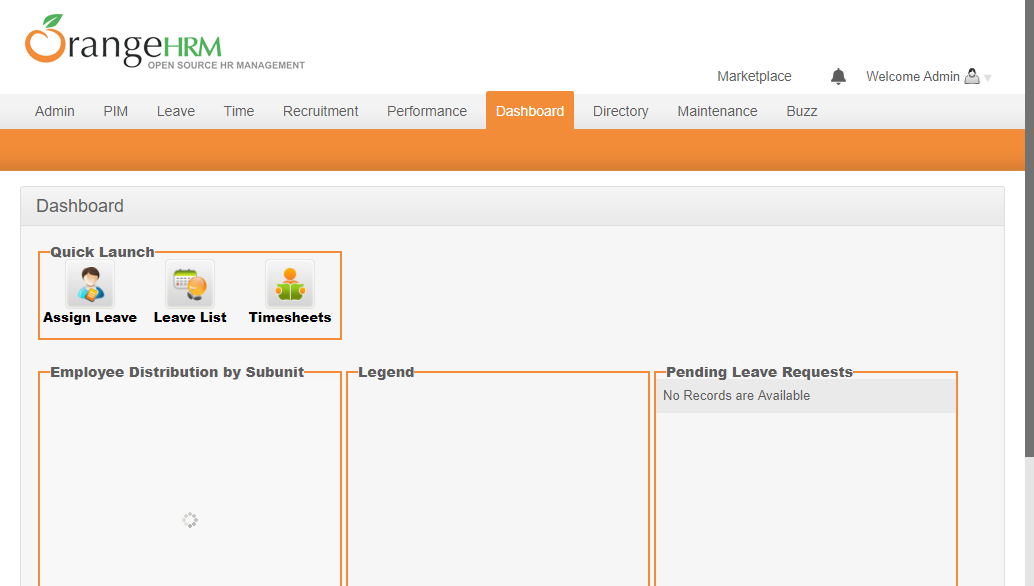 OrangeHRM
OPEN SOURCE HR MANAGEMENT
Marketplace
Welcome Admin
Admin PIM Leave Time Recruitment Performance Dashboard Directory Maintenance Buzz
Dashboard
Quick Launch
Assign Leave Leave List Timesheets
Employee Distribution by Subunit
Legend
Pending Leave Requests
No Records are Available